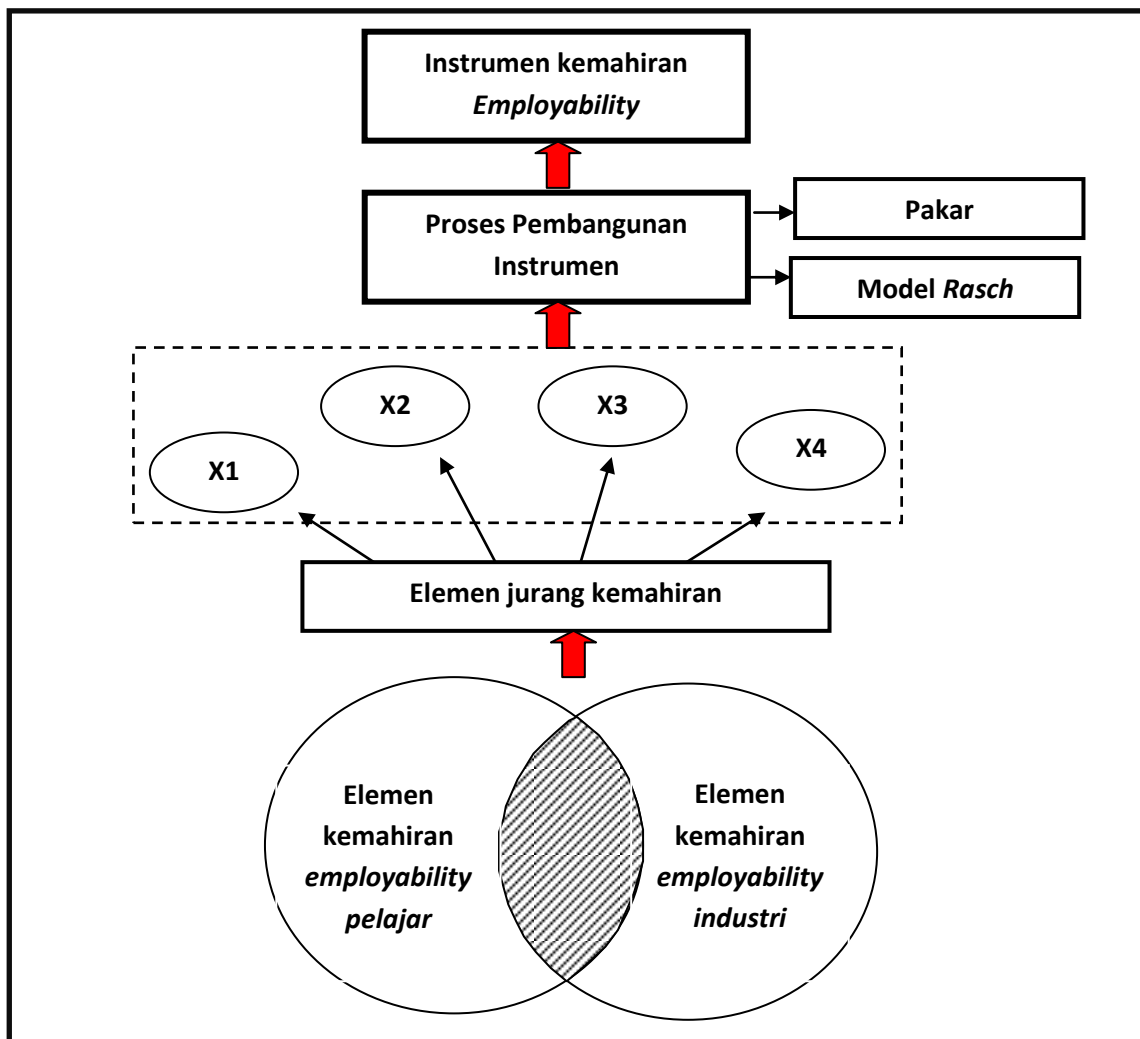 Instrumen kemahiran
Employability
Proses Pembangunan
Instrumen
Pakar
Model Rasch
X1
X2
X3
X4
Elemen jurang kemahiran
Elemen
kemahiran
employability
pelajar
Elemen
kemahiran
employability
industri